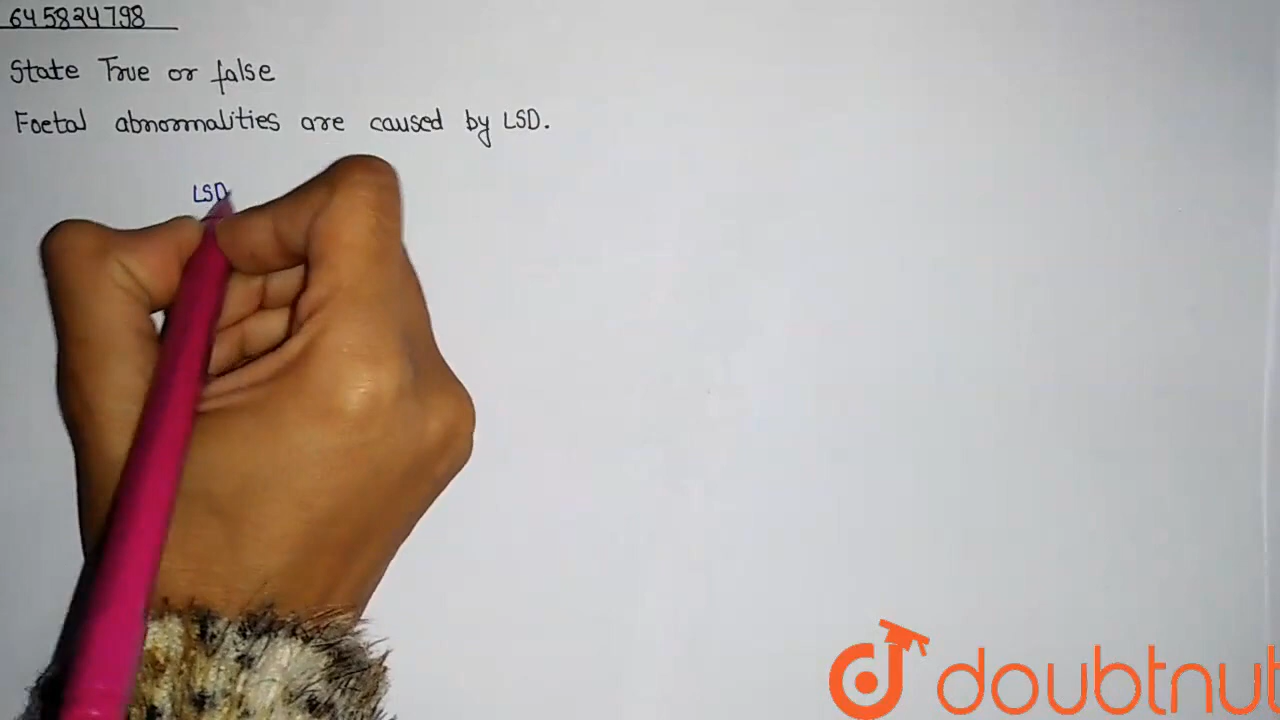 645824798
State True or false
Foetal abnormalities are caused by LSD.
LSD
doubtnut